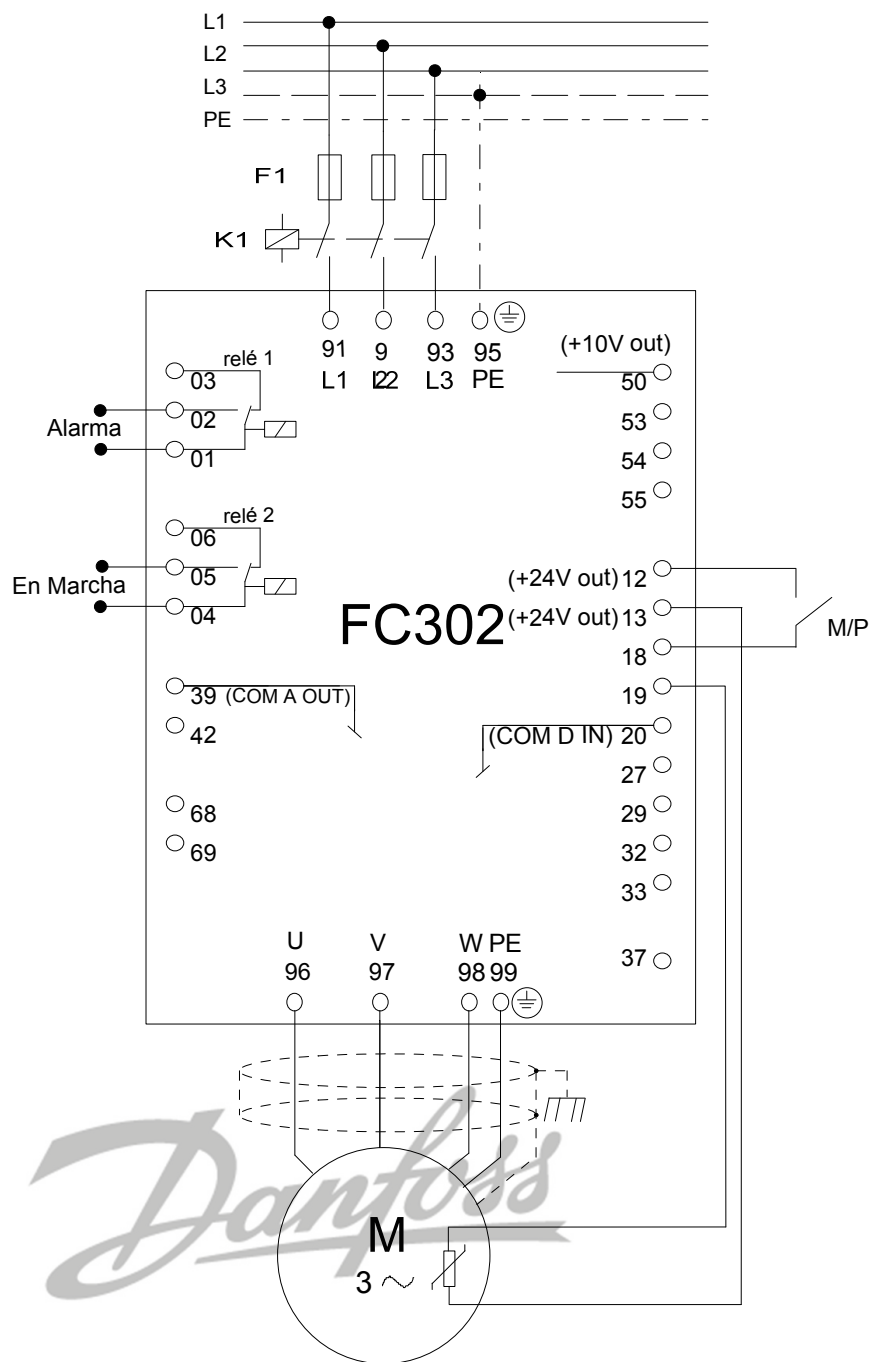 L1
L2
L3
PE
F1
K1
91 92 93 95
L1 L2 L3 PE
(+10V out)
50
53
54
55
relé 1
03
02
01
Alarma
relé 2
06
05
04
En Marcha
FC302
(+24V out) 12
(+24V out) 13
18
M/P
19
(COM D IN) 20
27
29
32
33
37
39 (COM A OUT)
42
68
69
U V W PE
96 97 98 99
Danfoss
M
3 ~